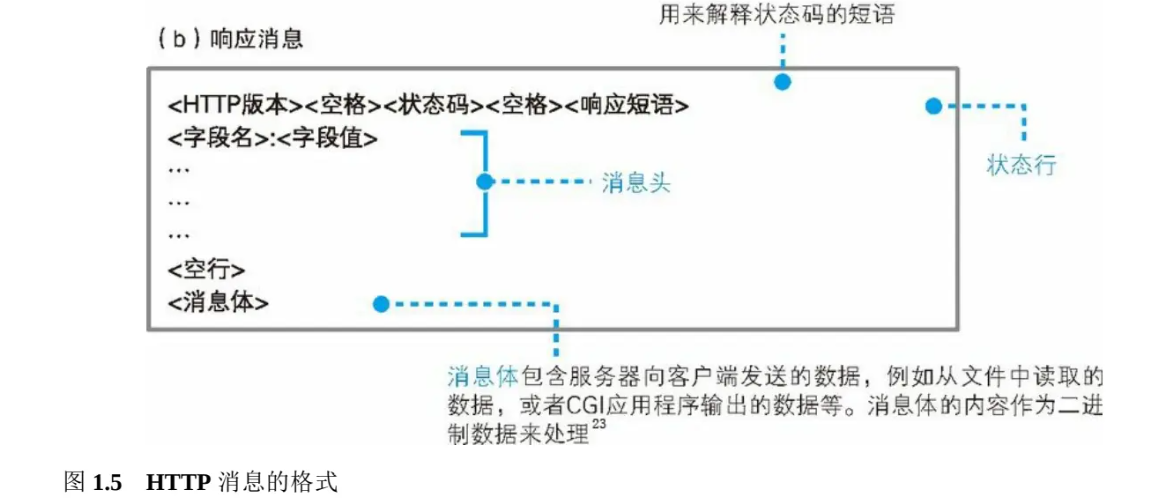 用来解释状态码的短语
（b）响应消息
<HTTP版本><空格><状态码><空格><响应短语>
<字段名>:<字段值>
状态行
…
消息头
…
…
<空行>
<消息体>
消息体包含服务器向客户端发送的数据，例如从文件中读取的
数据，或者CGI应用程序输出的数据等。消息体的内容作为二进
制数据来处理23
图 1.5 HTTP 消息的格式